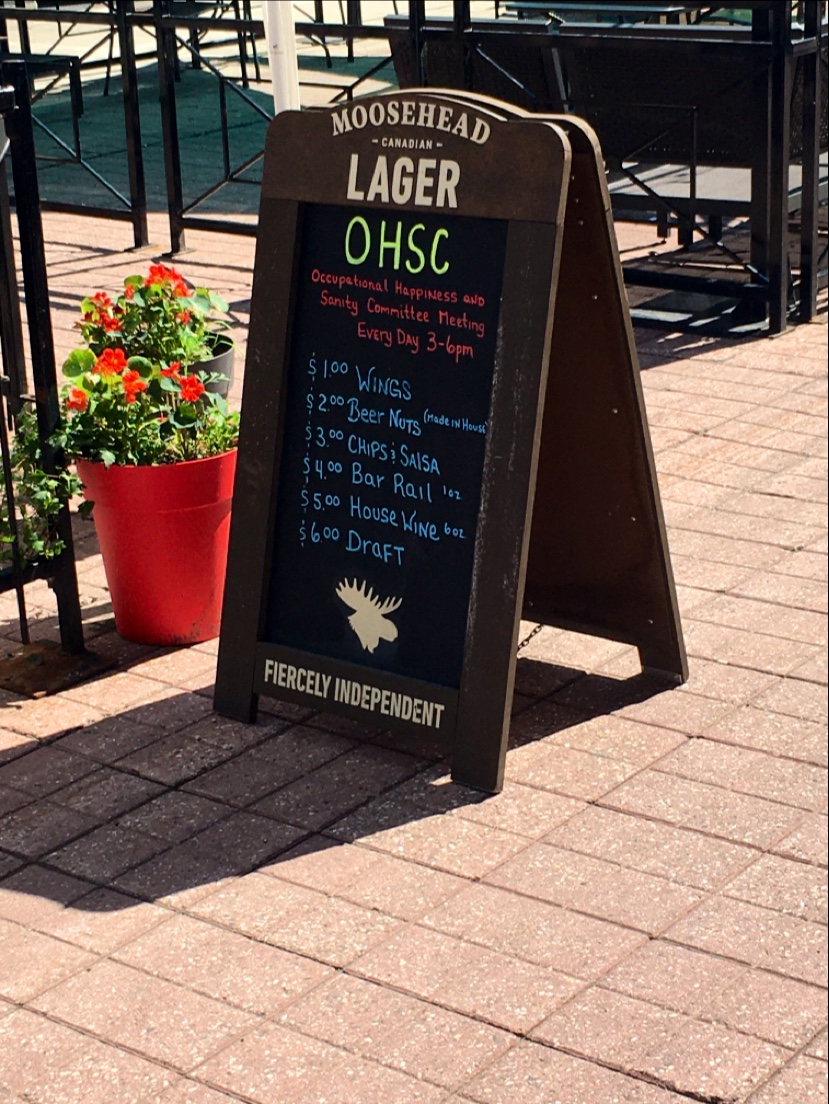 MOOSEHEAD
- CANADIAN -
LAGER
OHSC
Occupational Happiness and
Sanity Committee Meeting
Every Day 3-6pm
$1.00 WINGS
$2.00 Beer NUTS (Made in House)
$3.00 CHIPS & SALSA
$4.00 Bar Rail 1oz
$5.00 House Wine 6oz
$6.00 Draft
FIERCELY INDEPENDENT